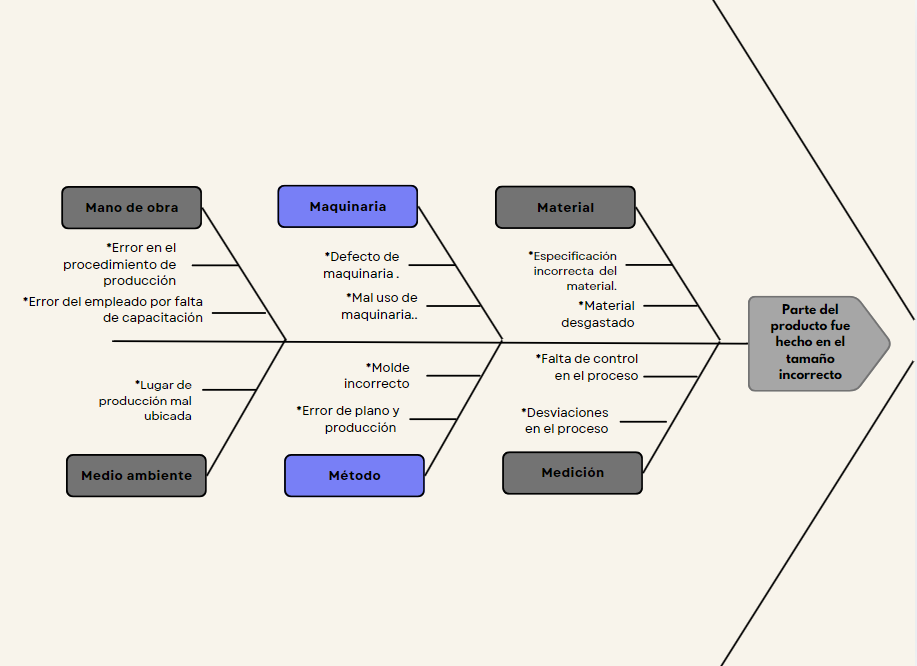 Mano de obra
*Error en el
procedimiento de
producción
*Error del empleado por falta
de capacitación
Maquinaria
*Defecto de
maquinaria .
*Mal uso de
maquinaria..
Material
*Especificación
incorrecta del
material.
*Material
desgastado
Parte del
producto fue
hecho en el
tamaño
incorrecto
*Lugar de
producción mal
ubicada
Medio ambiente
*Molde
incorrecto
*Error de plano y
producción
Método
*Falta de control
en el proceso
*Desviaciones
en el proceso
Medición